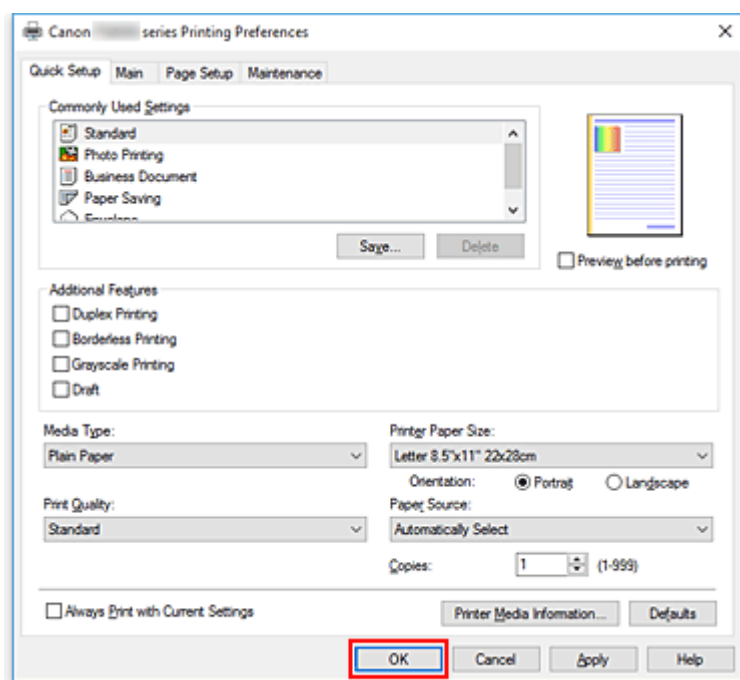 Canon series Printing Preferences
Quick Setup Main Page Setup Maintenance
Commonly Used Settings
Standard
Photo Printing
Business Document
Paper Saving
Envelope
Save... Delete
Preview before printing
Additional Features
Duplex Printing
Borderless Printing
Grayscale Printing
Draft
Media Type:
Plain Paper
Printer Paper Size:
Letter 8.5"x11" 22x28cm
Orientation: Portrait Landscape
Print Quality:
Standard
Paper Source:
Automatically Select
Copies: 1 (1-999)
Always Print with Current Settings
Printer Media Information... Defaults
OK Cancel Apply Help